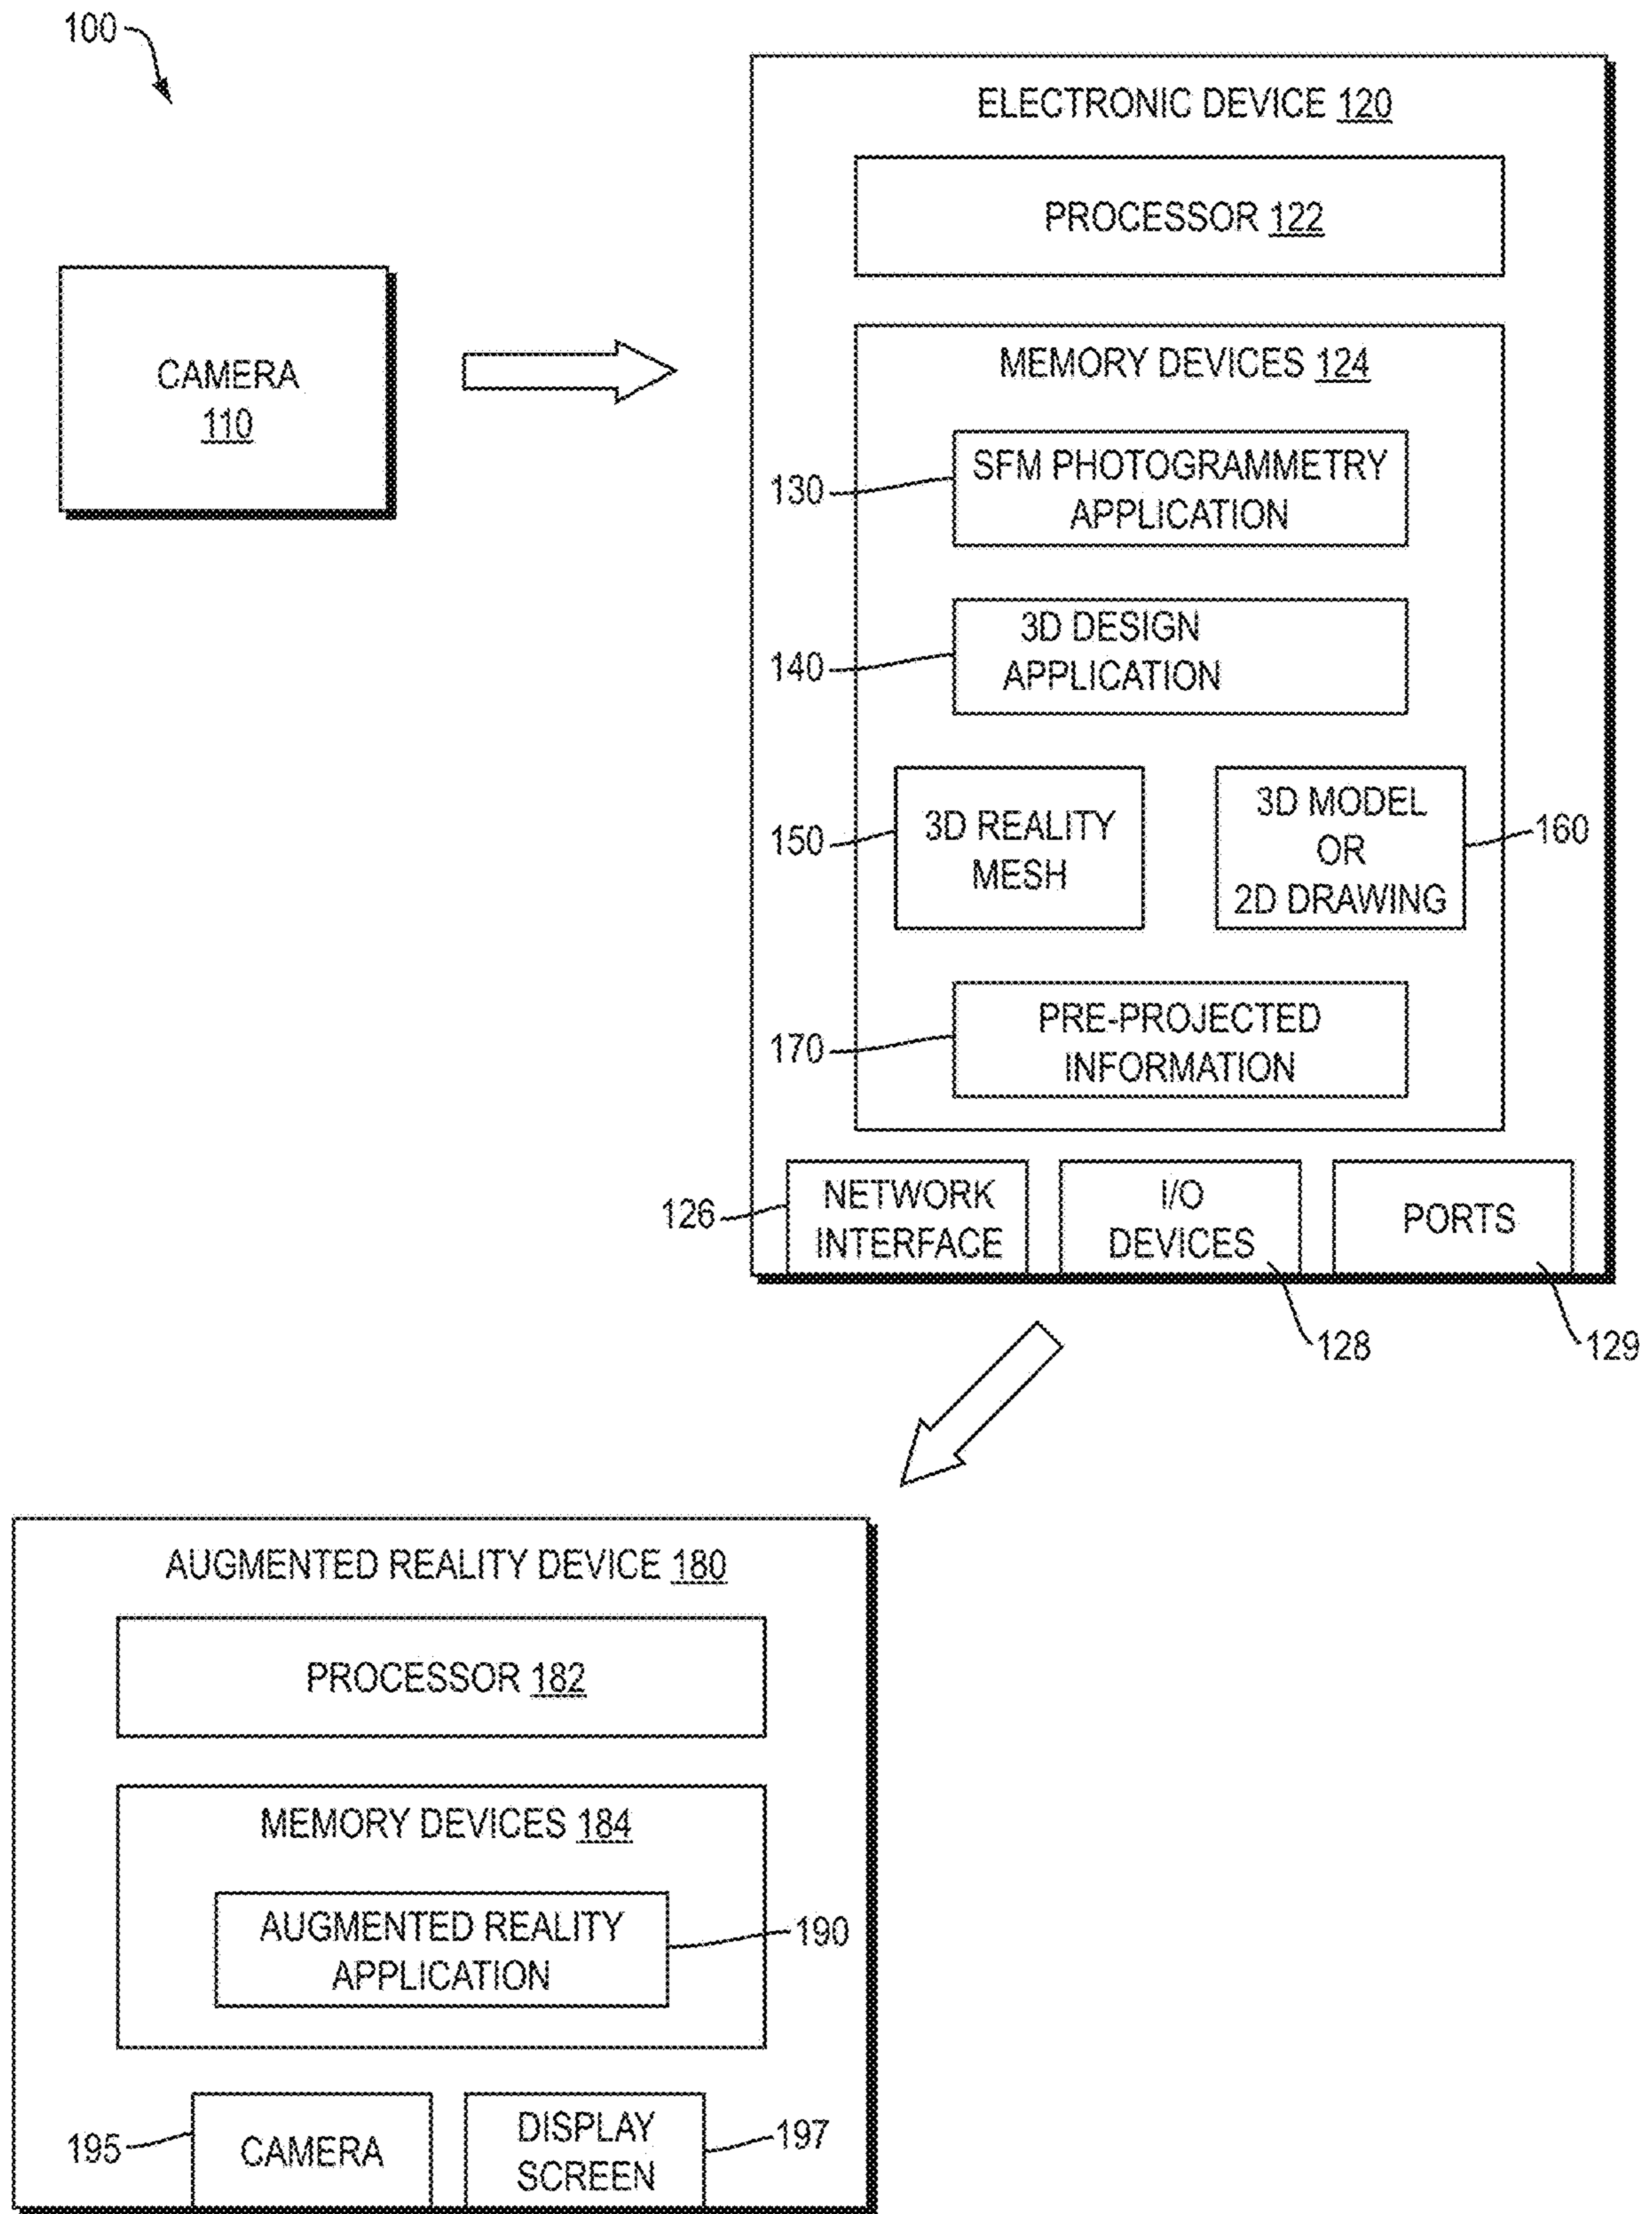 100
ELECTRONIC DEVICE 120
PROCESSOR 122
CAMERA
110
MEMORY DEVICES 124
130
SFM PHOTOGRAMMETRY
APPLICATION
140
3D DESIGN
APPLICATION
150
3D REALITY
MESH
3D MODEL
OR
2D DRAWING
160
170
PRE-PROJECTED
INFORMATION
126
NETWORK
INTERFACE
I/O
DEVICES
PORTS
128
129
AUGMENTED REALITY DEVICE 180
PROCESSOR 182
MEMORY DEVICES 184
AUGMENTED REALITY
APPLICATION
190
195
CAMERA
DISPLAY
SCREEN
197